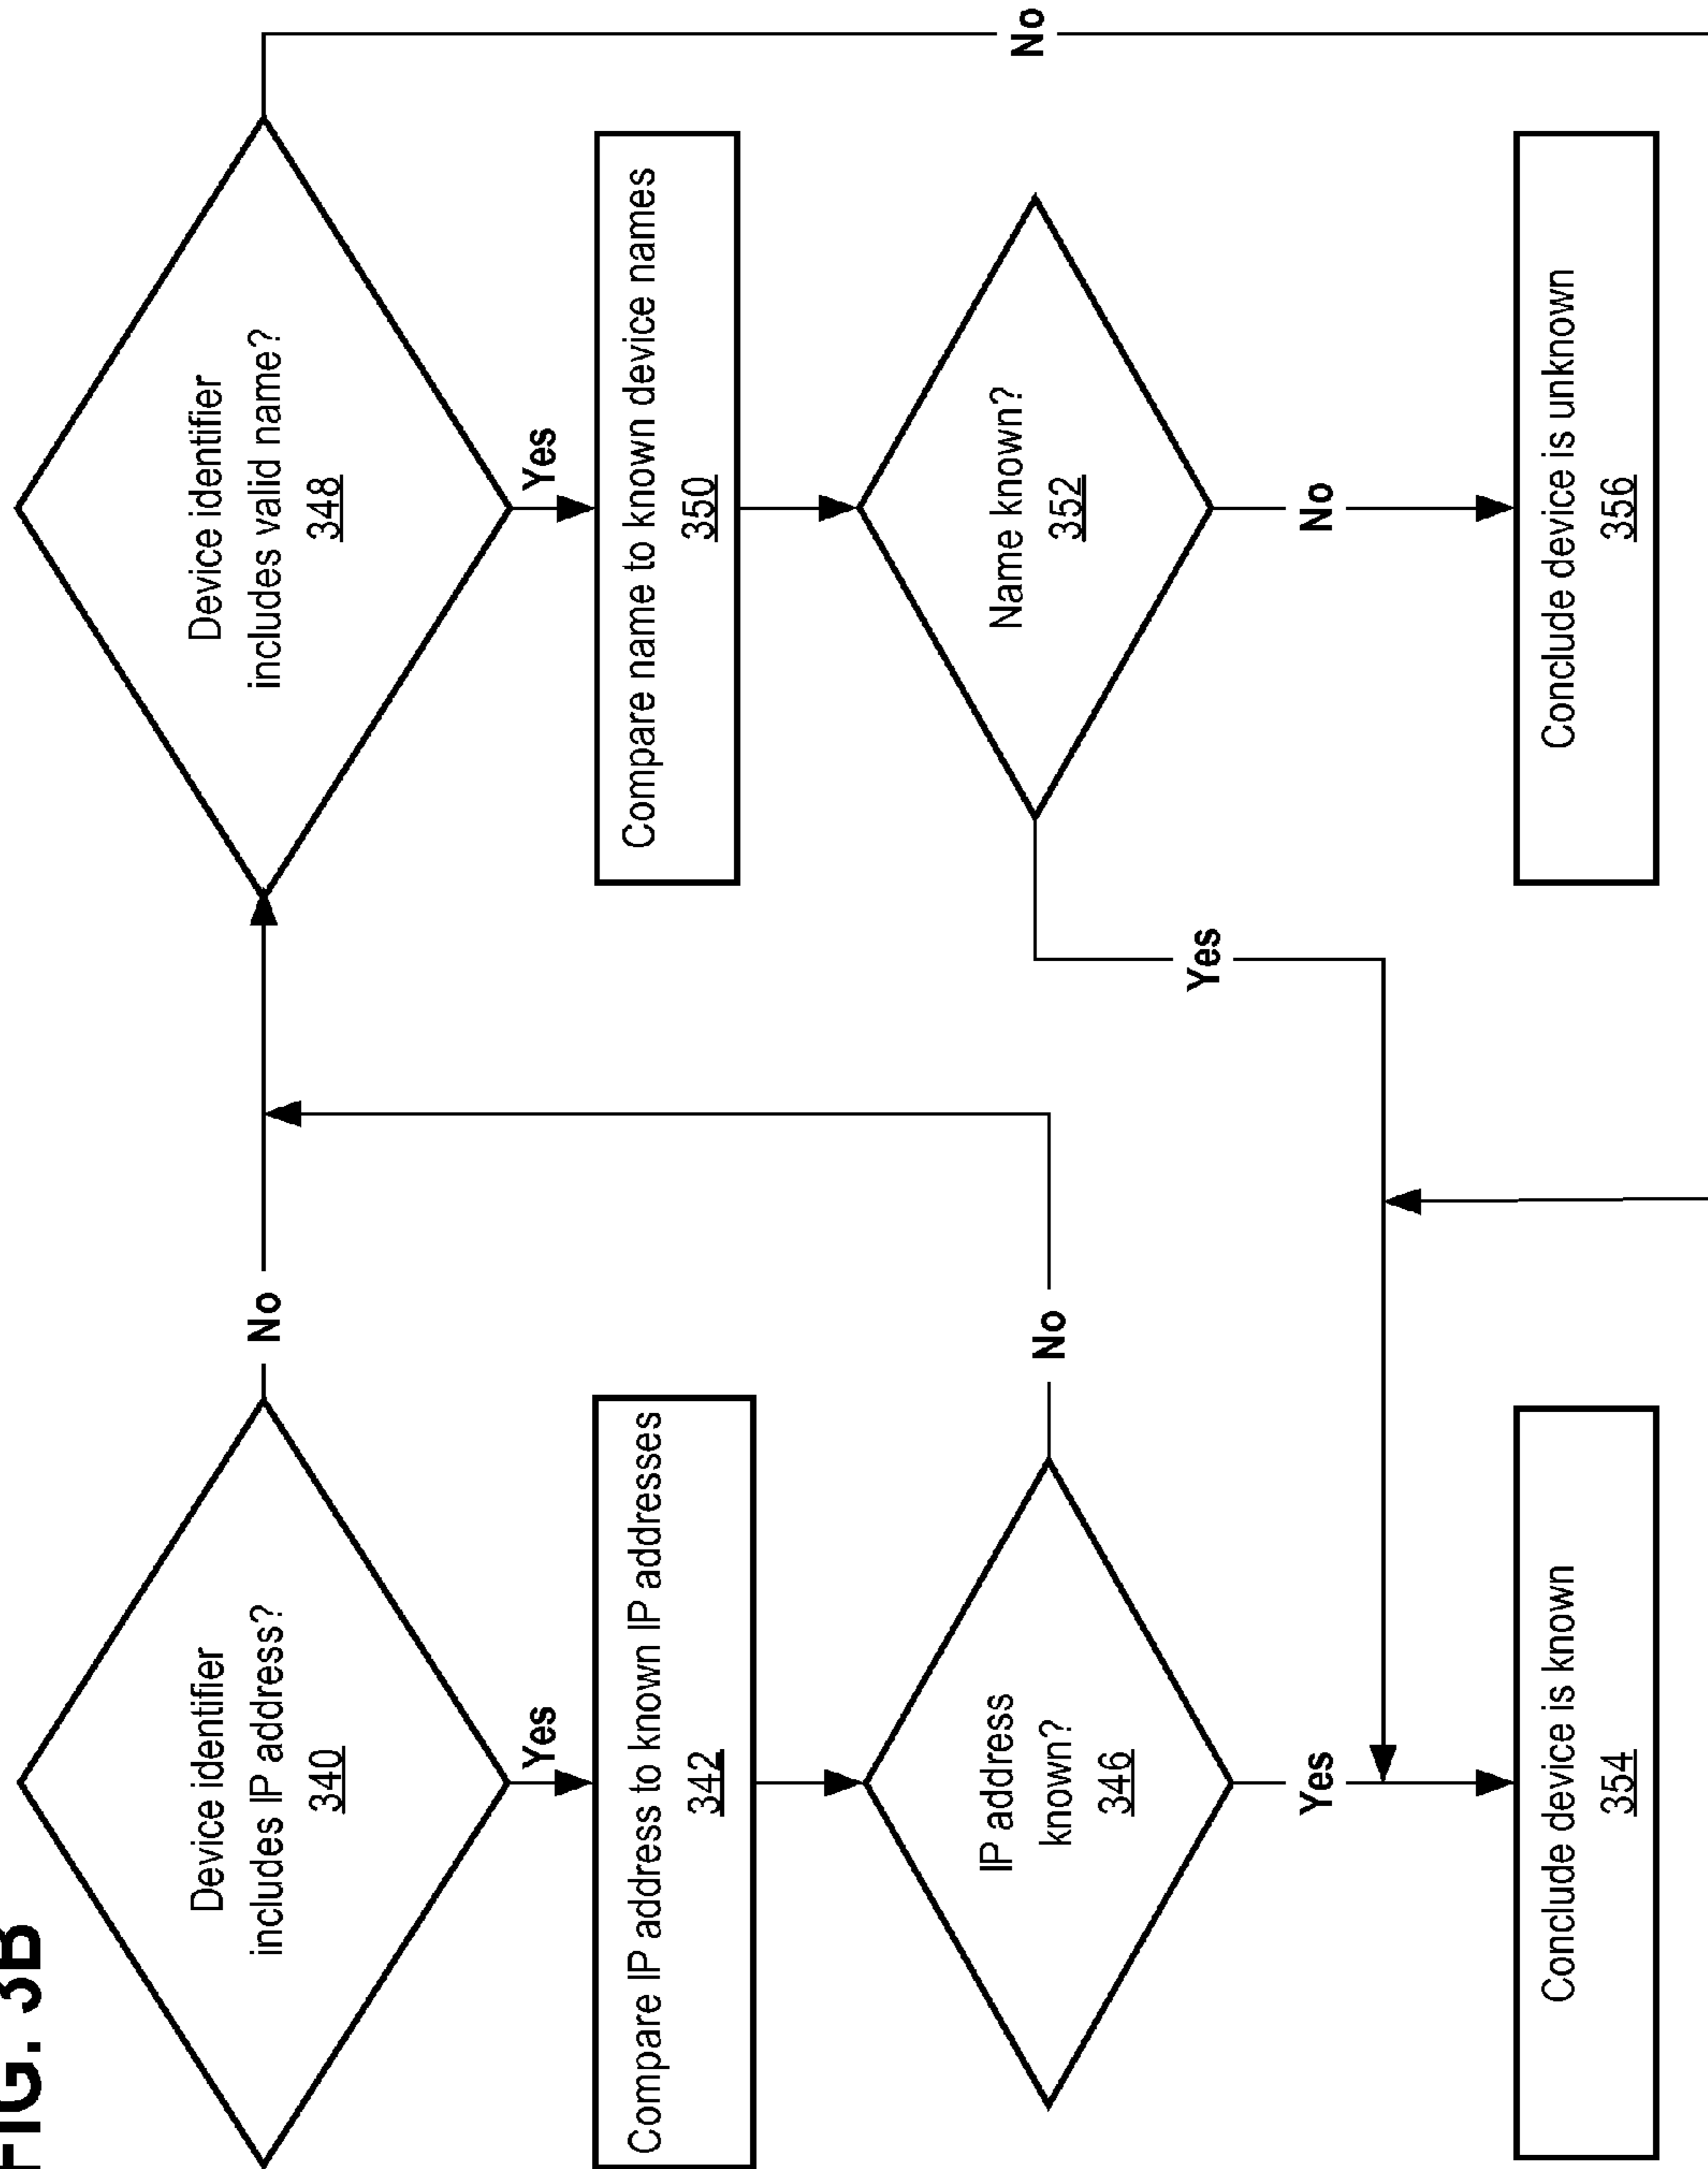 FIG. 3B
Device identifier
includes IP address?
340
No
Yes
Compare IP address to known IP addresses
342
IP address
known?
346
No
Yes
Conclude device is known
354
Device identifier
includes valid name?
348
No
Yes
Compare name to known device names
350
Name known?
352
Yes
No
Conclude device is unknown
356